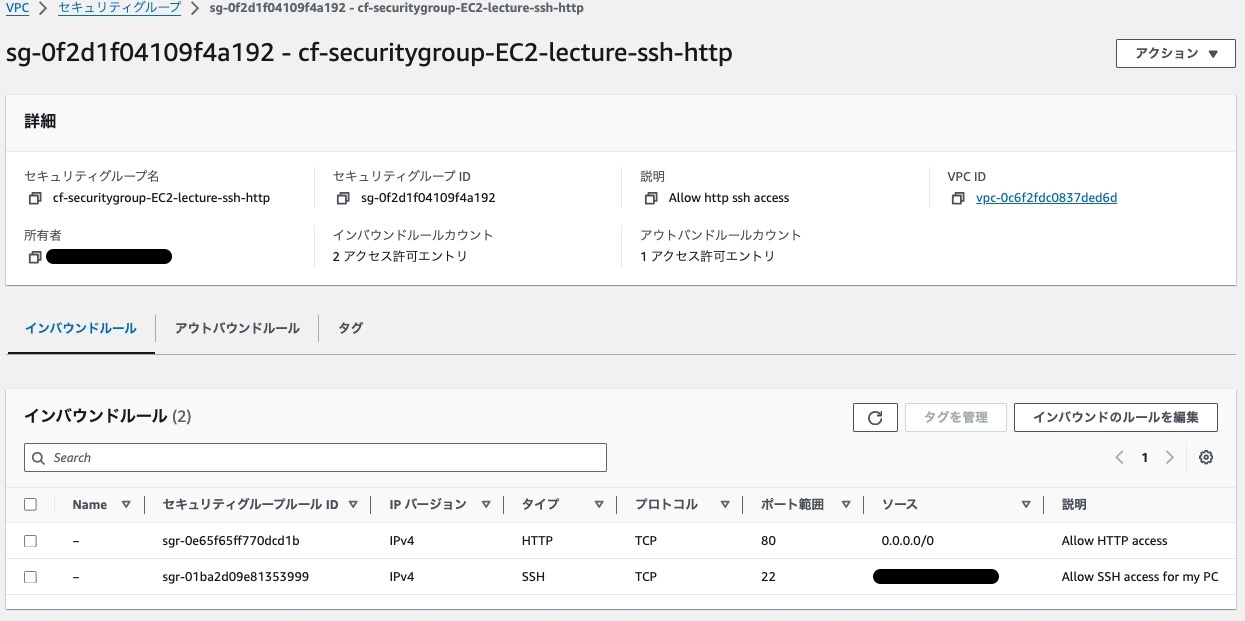 VPC > セキュリティグループ > sg-0f2d1f04109f4a192 - cf-securitygroup-EC2-lecture-ssh-http
sg-0f2d1f04109f4a192 - cf-securitygroup-EC2-lecture-ssh-http
アクション ▼
詳細
セキュリティグループ名 セキュリティグループ ID 説明 VPC ID
cf-securitygroup-EC2-lecture-ssh-http sg-0f2d1f04109f4a192 Allow http ssh access vpc-0c6f2fdc0837ded6d
所有者 インバウンドルールカウント アウトバンドルールカウント
2 アクセス許可エントリ 1 アクセス許可エントリ
インバウンドルール アウトバウンドルール タグ
インバウンドルール (2) タグを管理 インバウンドのルールを編集
Search 1
Name セキュリティグループルール ID IP バージョン タイプ プロトコル ポート範囲 ソース 説明
– sgr-0e65f65ff770dcd1b IPv4 HTTP TCP 80 0.0.0.0/0 Allow HTTP access
– sgr-01ba2d09e81353999 IPv4 SSH TCP 22 Allow SSH access for my PC